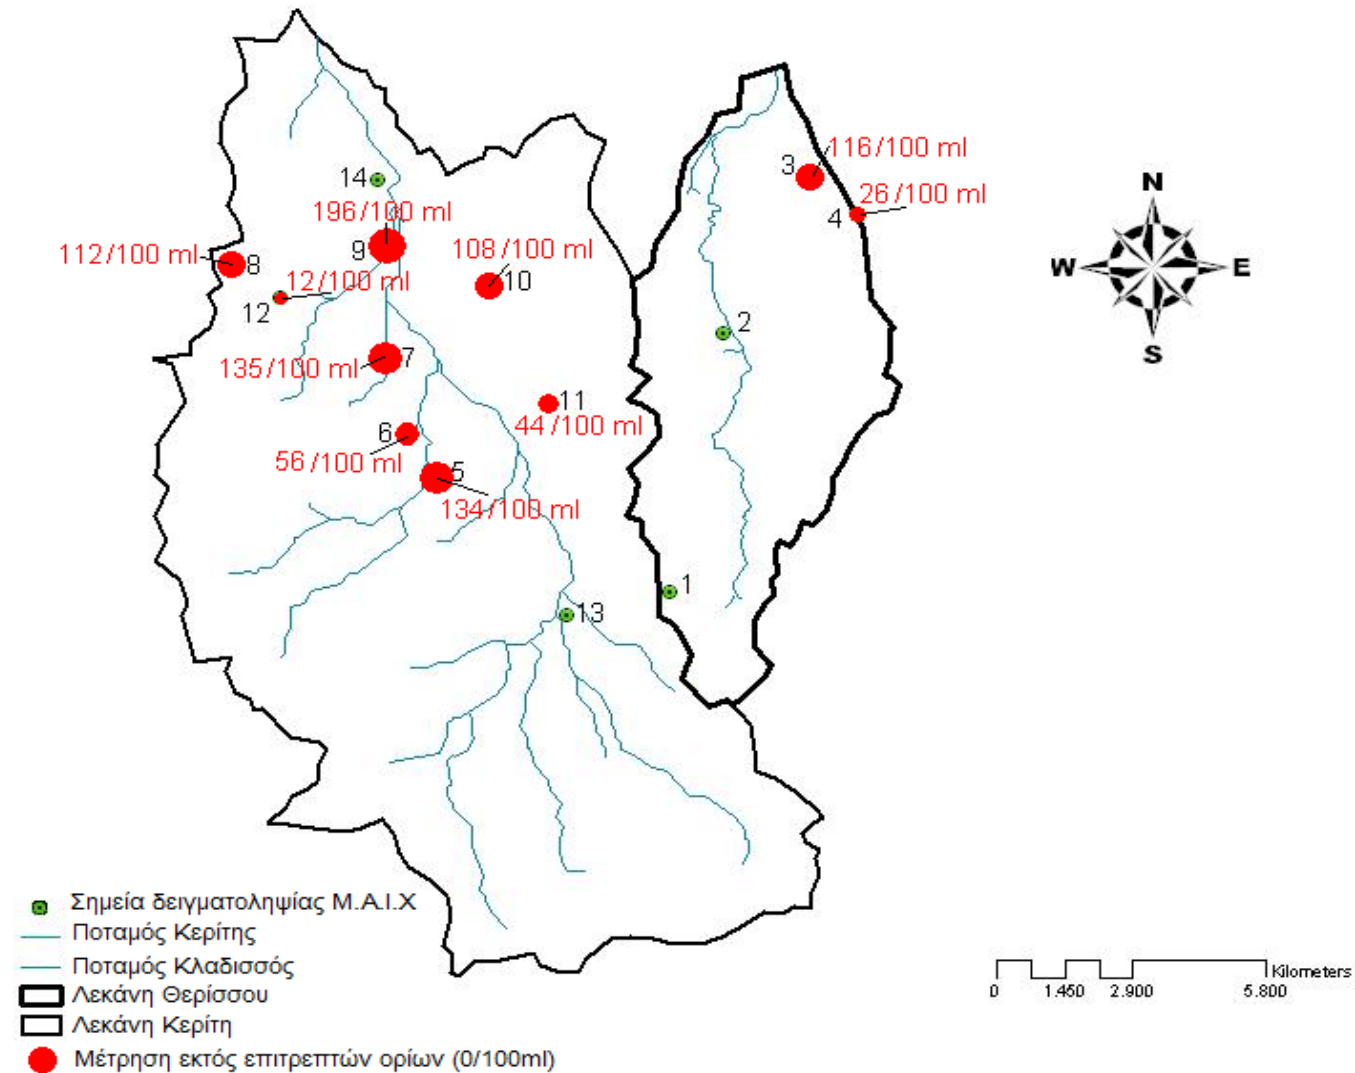 116/100 ml
3
26/100 ml
4
14
196/100 ml
9
112/100 ml
8
108/100 ml
10
12/100 ml
12
2
135/100 ml
7
11
44/100 ml
6
56/100 ml
5
134/100 ml
1
13
N
W
E
S
Σημεία δειγματοληψίας Μ.Α.Ι.Χ
Ποταμός Κερίτης
Ποταμός Κλαδισσός
Λεκάνη Θερίσσου
Λεκάνη Κερίτη
Μέτρηση εκτός επιτρεπτών ορίων (0/100ml)
Kilometers
0 1.450 2.900 5.800